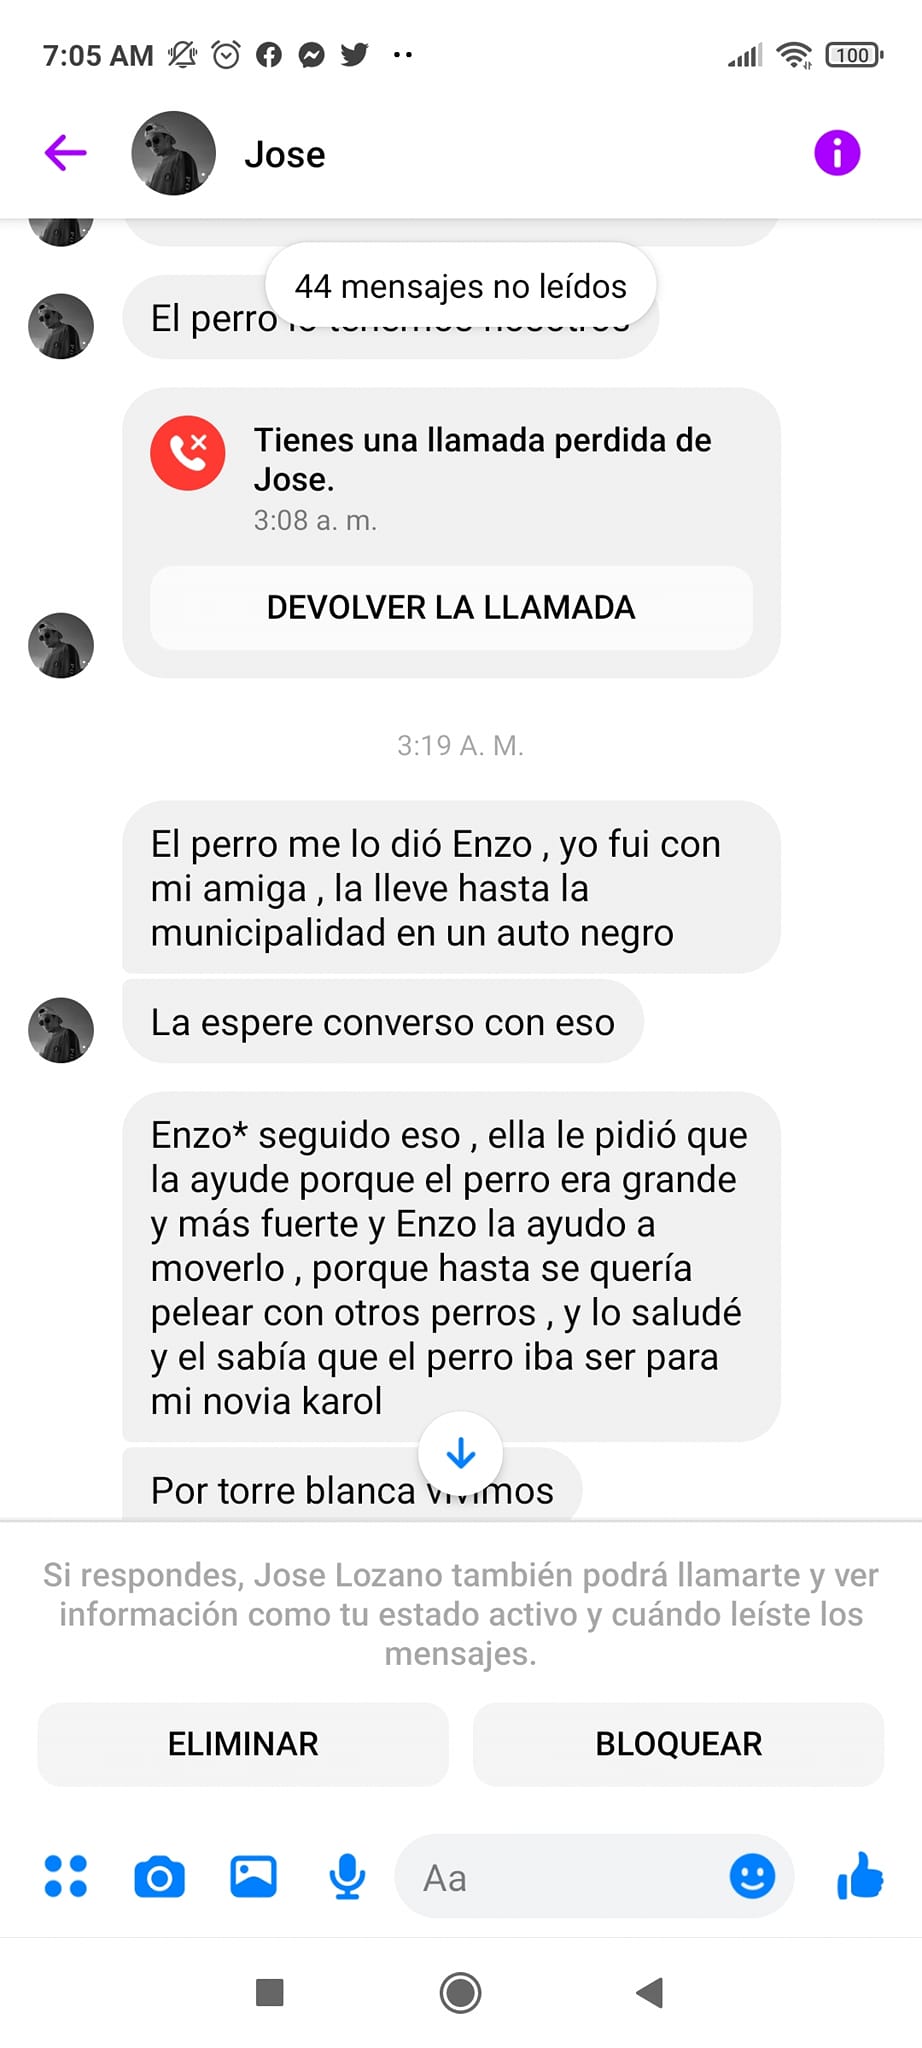 7:05 AM
100
Jose
44 mensajes no leídos
El perro lo tenemos nosotros
Tienes una llamada perdida de
Jose.
3:08 a. m.
DEVOLVER LA LLAMADA
3:19 A. M.
El perro me lo dió Enzo , yo fui con
mi amiga , la lleve hasta la
municipalidad en un auto negro
La espere converso con eso
Enzo* seguido eso , ella le pidió que
la ayude porque el perro era grande
y más fuerte y Enzo la ayudo a
moverlo , porque hasta se quería
pelear con otros perros , y lo saludé
y el sabía que el perro iba ser para
mi novia karol
Por torre blanca vivimos
Si respondes, Jose Lozano también podrá llamarte y ver
información como tu estado activo y cuándo leíste los
mensajes.
ELIMINAR
BLOQUEAR
Aa